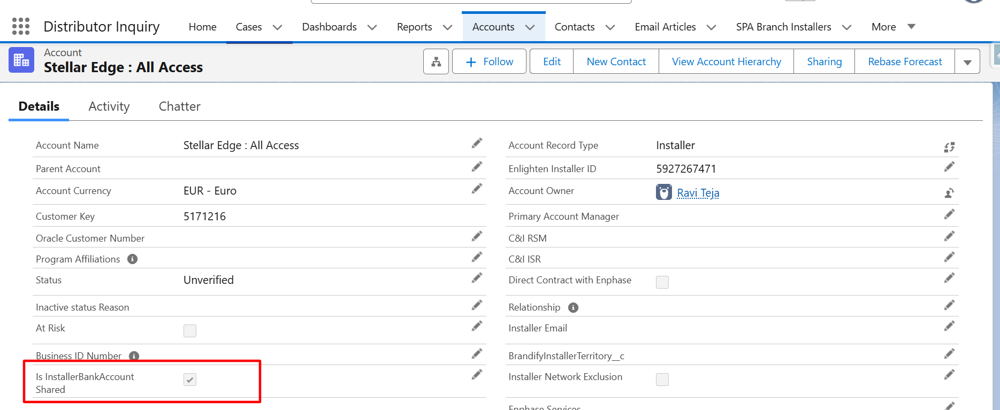 Distributor Inquiry
Home
Cases
Dashboards
Reports
Accounts
Contacts
Email Articles
SPA Branch Installers
More
Account
Stellar Edge : All Access
Follow
Edit
New Contact
View Account Hierarchy
Sharing
Rebase Forecast
Details
Activity
Chatter
Account Name
Stellar Edge : All Access
Parent Account
Account Currency
EUR - Euro
Customer Key
5171216
Oracle Customer Number
Program Affiliations
Status
Unverified
Inactive status Reason
At Risk
Business ID Number
Is InstallerBankAccount
Shared
Account Record Type
Installer
Enlighten Installer ID
5927267471
Account Owner
Ravi Teja
Primary Account Manager
C&I RSM
C&I ISR
Direct Contract with Enphase
Relationship
Installer Email
BrandifyInstallerTerritory__c
Installer Network Exclusion
Enphase Services